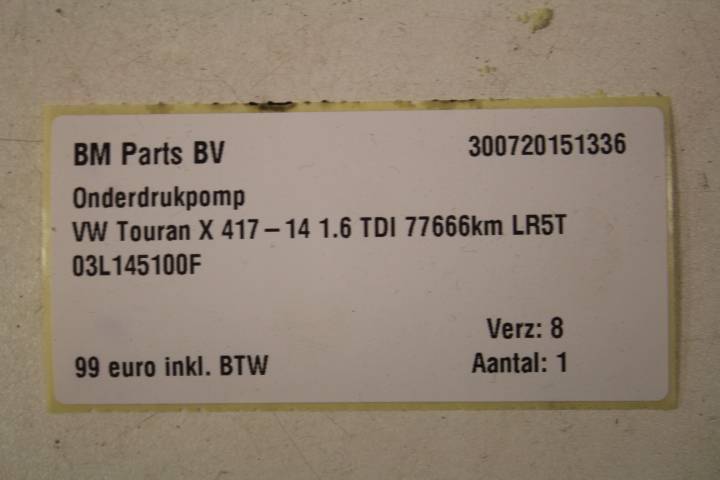 BM Parts BV 300720151336
Onderdrukpomp
VW Touran X 417-14 1.6 TDI 77666km LR5T
03L145100F
Verz: 8
99 euro inkl. BTW Aantal: 1